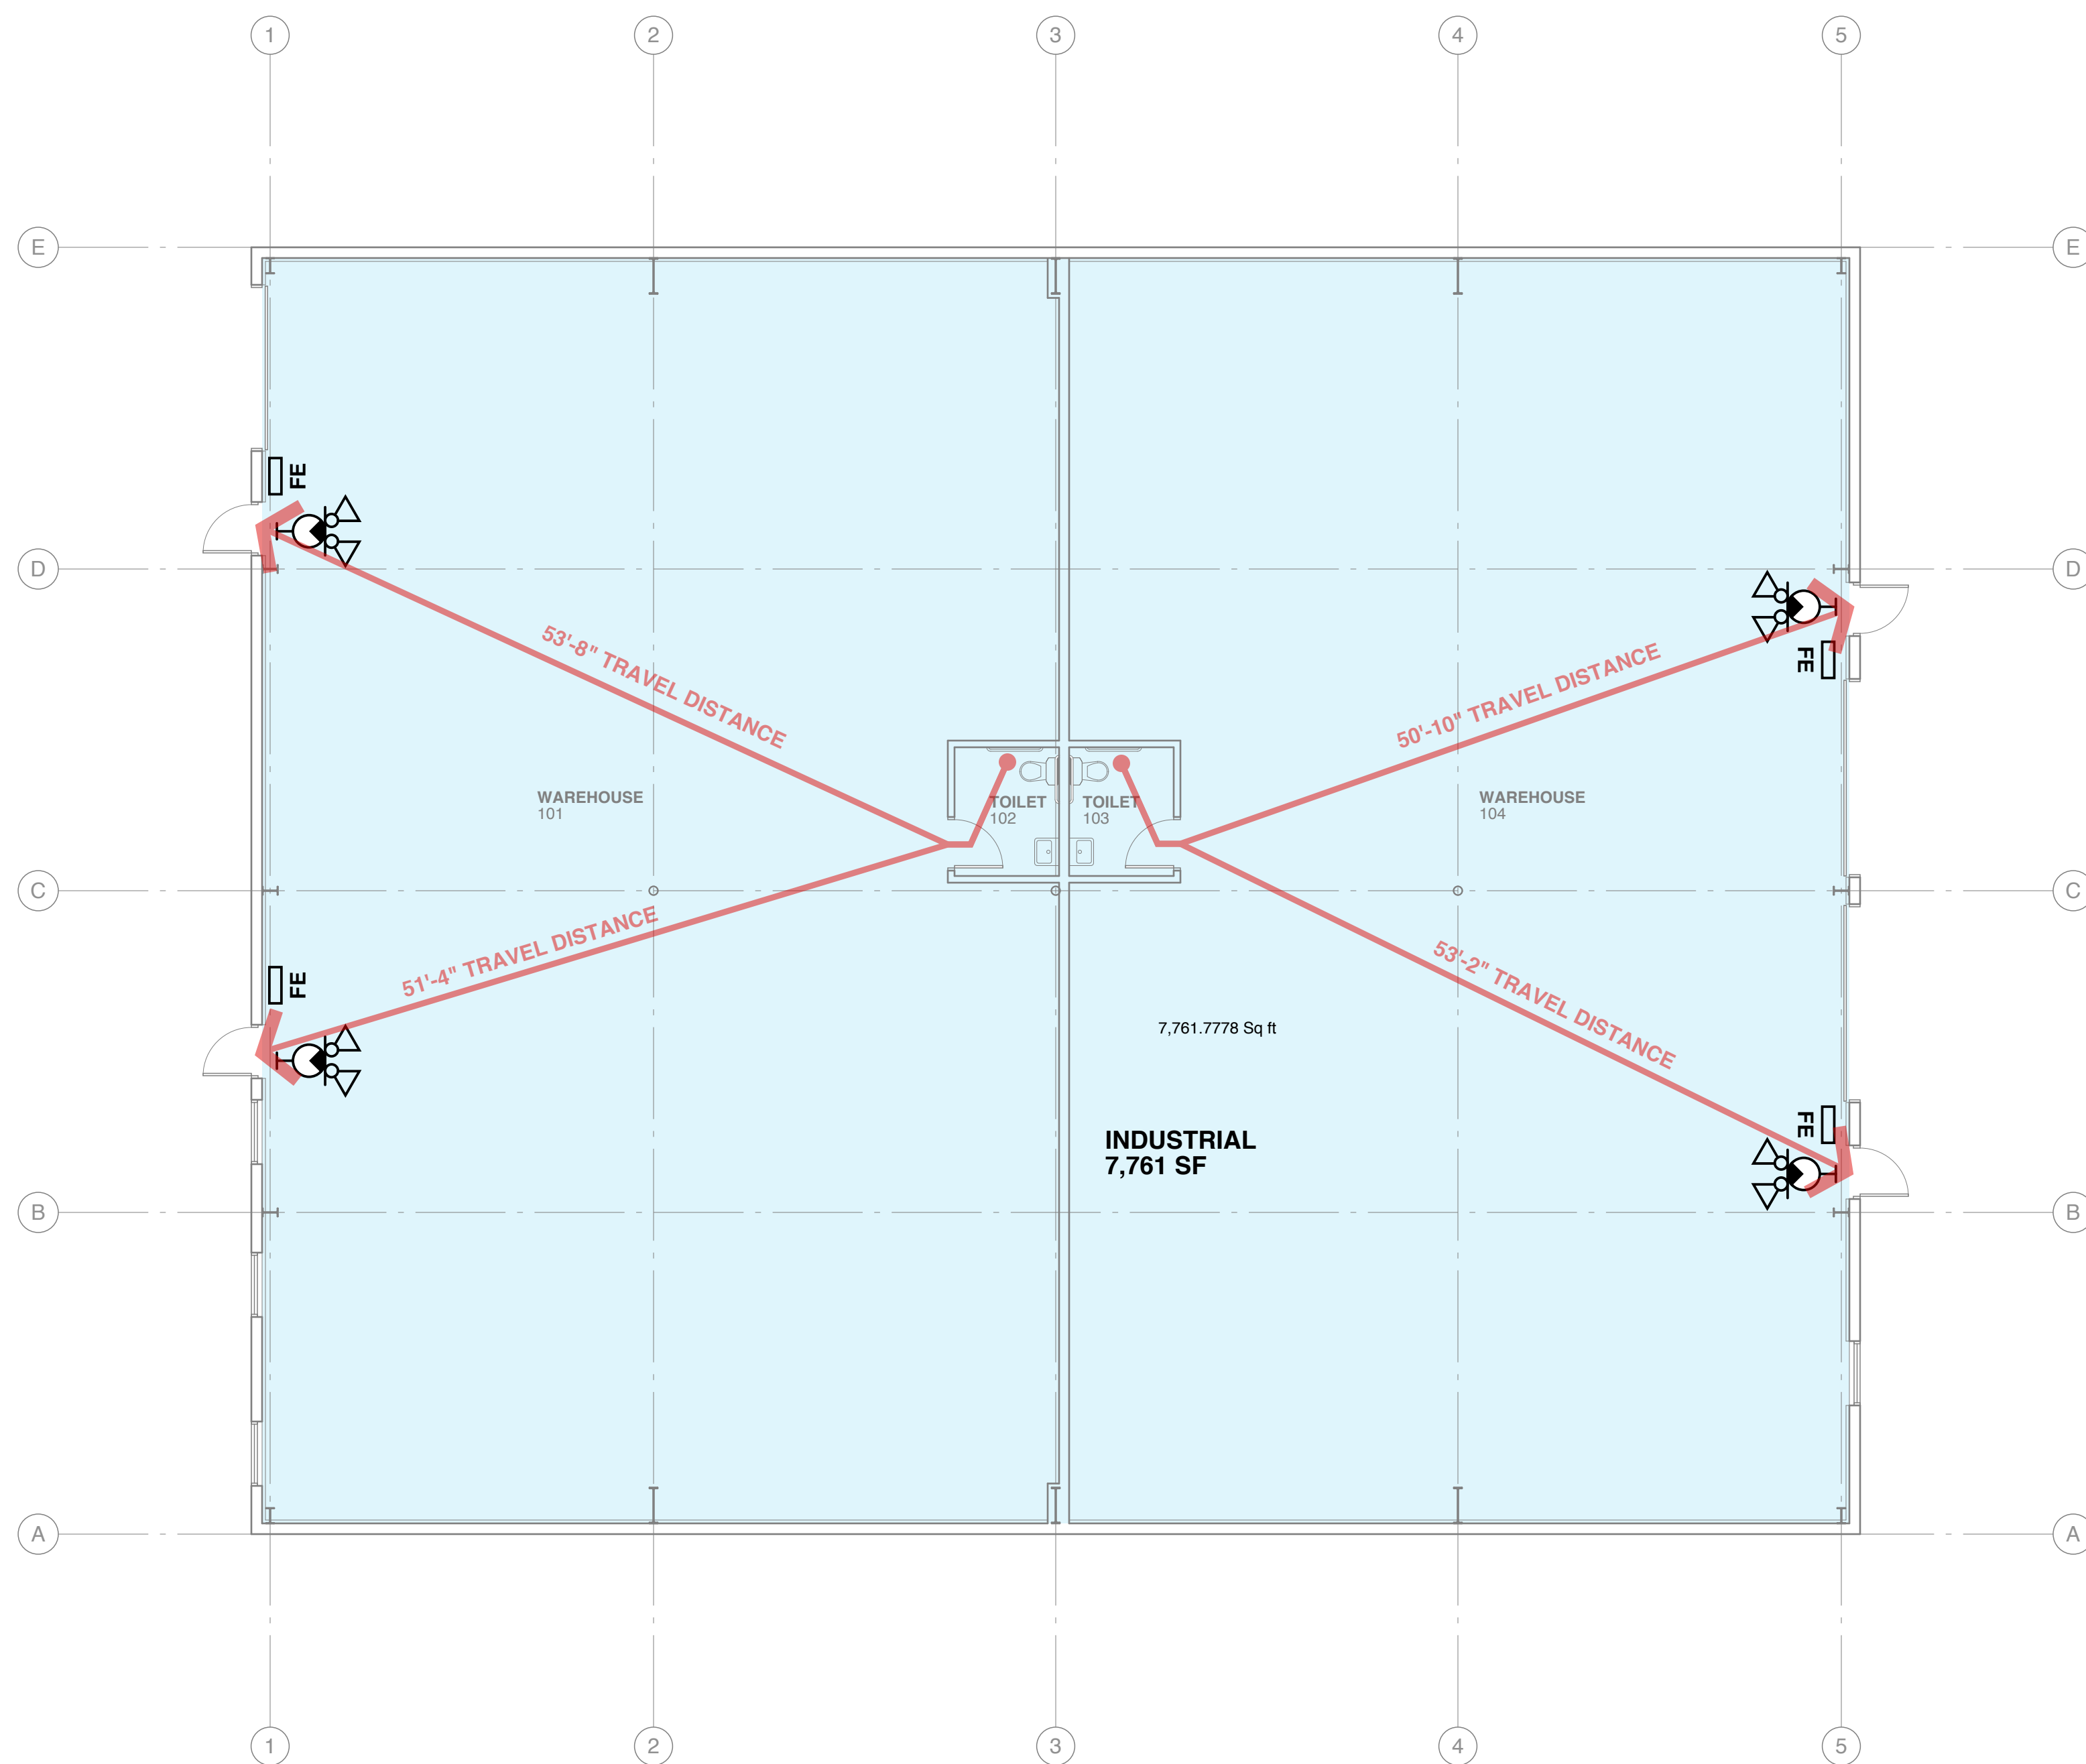 1
2
3
4
5
E
E
FE
D
D
53'-8" TRAVEL DISTANCE
50'-10" TRAVEL DISTANCE
FE
WAREHOUSE
101
TOILET
102
TOILET
103
WAREHOUSE
104
C
C
51'-4" TRAVEL DISTANCE
53'-2" TRAVEL DISTANCE
FE
7,761.7778 Sq ft
FE
INDUSTRIAL
7,761 SF
B
B
A
A
1
2
3
4
5